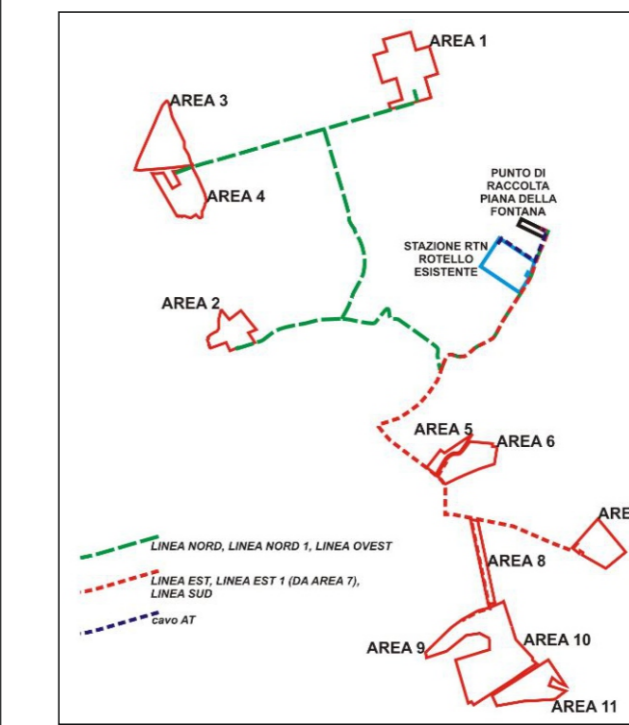 AREA 1
AREA 3
AREA 4
PUNTO DI
RACCOLTA
PIANA DELLA
FONTANA
STAZIONE RTN
ROTELLO
ESISTENTE
AREA 2
AREA 5
AREA 6
ARE
AREA 8
LINEA NORD, LINEA NORD 1, LINEA OVEST
LINEA EST, LINEA EST 1 (DA AREA 7),
LINEA SUD
cavo AT
AREA 9
AREA 10
AREA 11